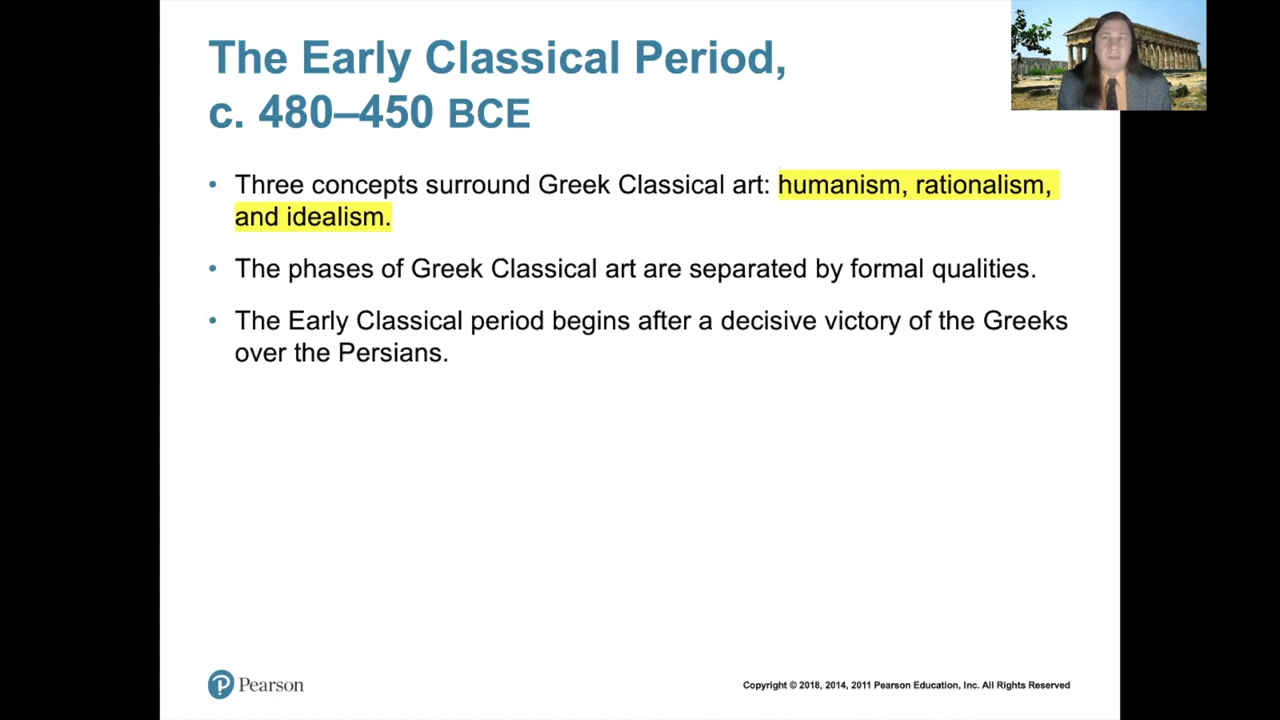 The Early Classical Period,
c. 480–450 BCE
• Three concepts surround Greek Classical art: humanism, rationalism,
and idealism.
• The phases of Greek Classical art are separated by formal qualities.
• The Early Classical period begins after a decisive victory of the Greeks
over the Persians.
Pearson
Copyright © 2018, 2014, 2011 Pearson Education, Inc. All Rights Reserved